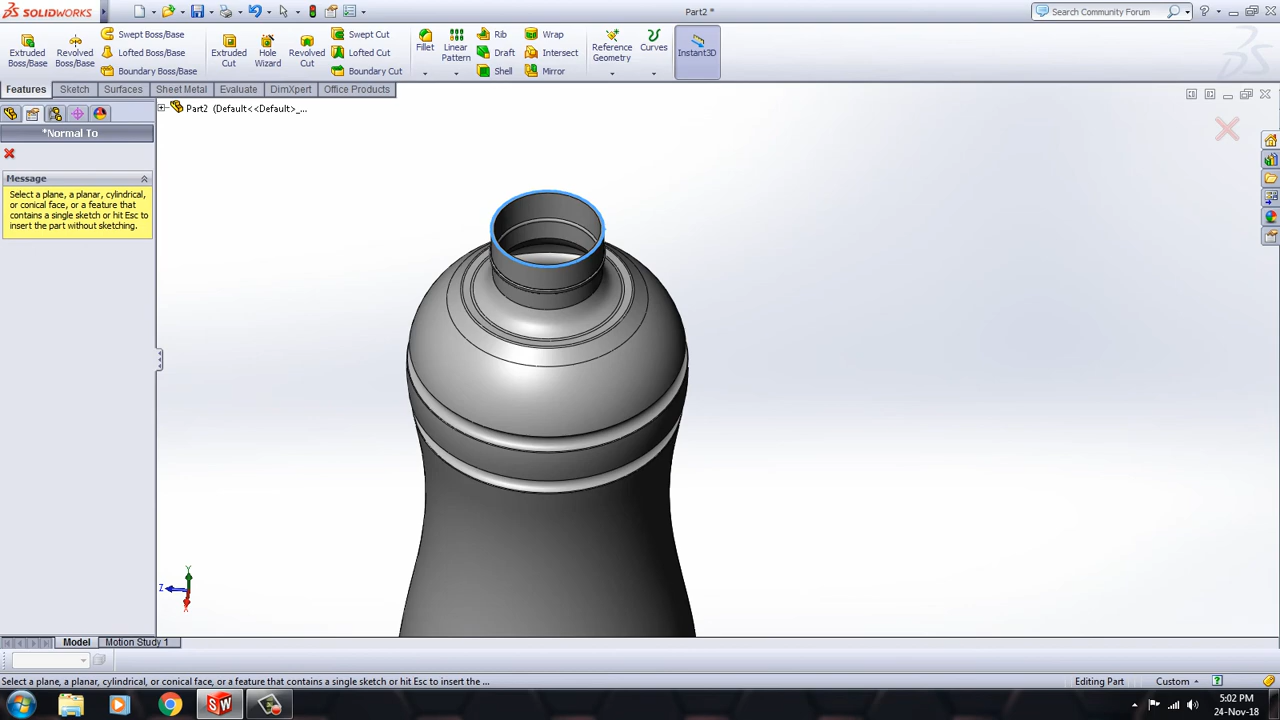 SOLIDWORKS
Part2 *
Search Community Forum
Extruded Boss/Base
Revolved Boss/Base
Swept Boss/Base
Lofted Boss/Base
Boundary Boss/Base
Extruded Cut
Hole Wizard
Revolved Cut
Swept Cut
Lofted Cut
Boundary Cut
Fillet
Linear Pattern
Rib
Draft
Shell
Wrap
Intersect
Mirror
Reference Geometry
Curves
Instant3D
Features Sketch Surfaces Sheet Metal Evaluate DimXpert Office Products
Part2 (Default<<Default>_...
*Normal To
Message
Select a plane, a planar, cylindrical,
or conical face, or a feature that
contains a single sketch or hit Esc to
insert the part without sketching.
Y
Z
X
Model Motion Study 1
Select a plane, a planar, cylindrical, or conical face, or a feature that contains a single sketch or hit Esc to insert the ...
Editing Part
Custom
SW
5:02 PM
24-Nov-18